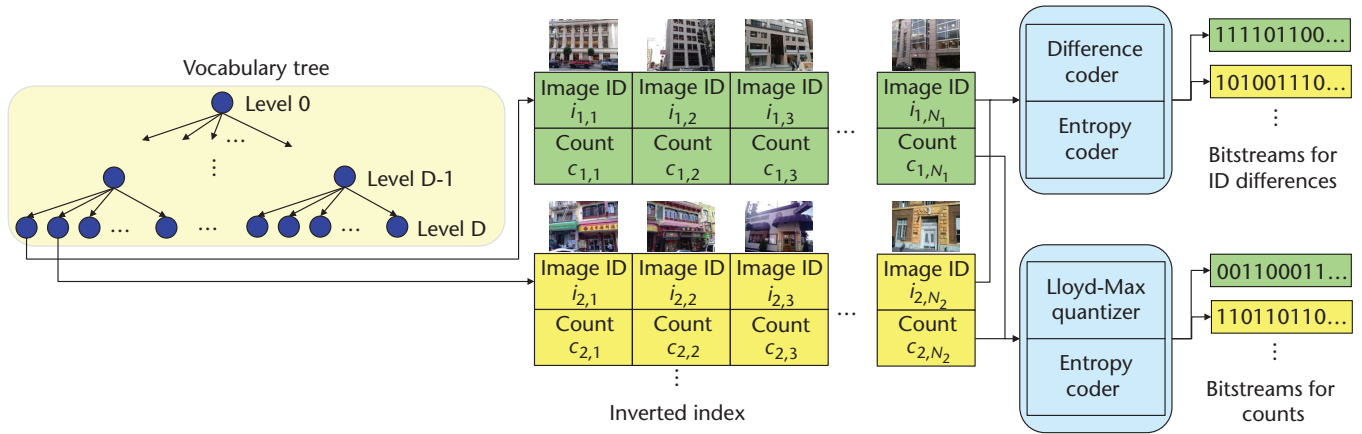 Vocabulary tree
Level 0
...
⋮
Level D-1
... ... ...
Level D
Image ID Image ID Image ID Image ID
i1,1 i1,2 i1,3 ... i1,N1
Count Count Count Count
c1,1 c1,2 c1,3 c1,N1
Image ID Image ID Image ID Image ID
i2,1 i2,2 i2,3 ... i2,N2
Count Count Count Count
c2,1 c2,2 c2,3 c2,N2
⋮
Inverted index
Difference
coder
Entropy
coder
111101100...
101001110...
⋮
Bitstreams for
ID differences
Lloyd-Max
quantizer
Entropy
coder
001100011...
110110110...
⋮
Bitstreams for
counts